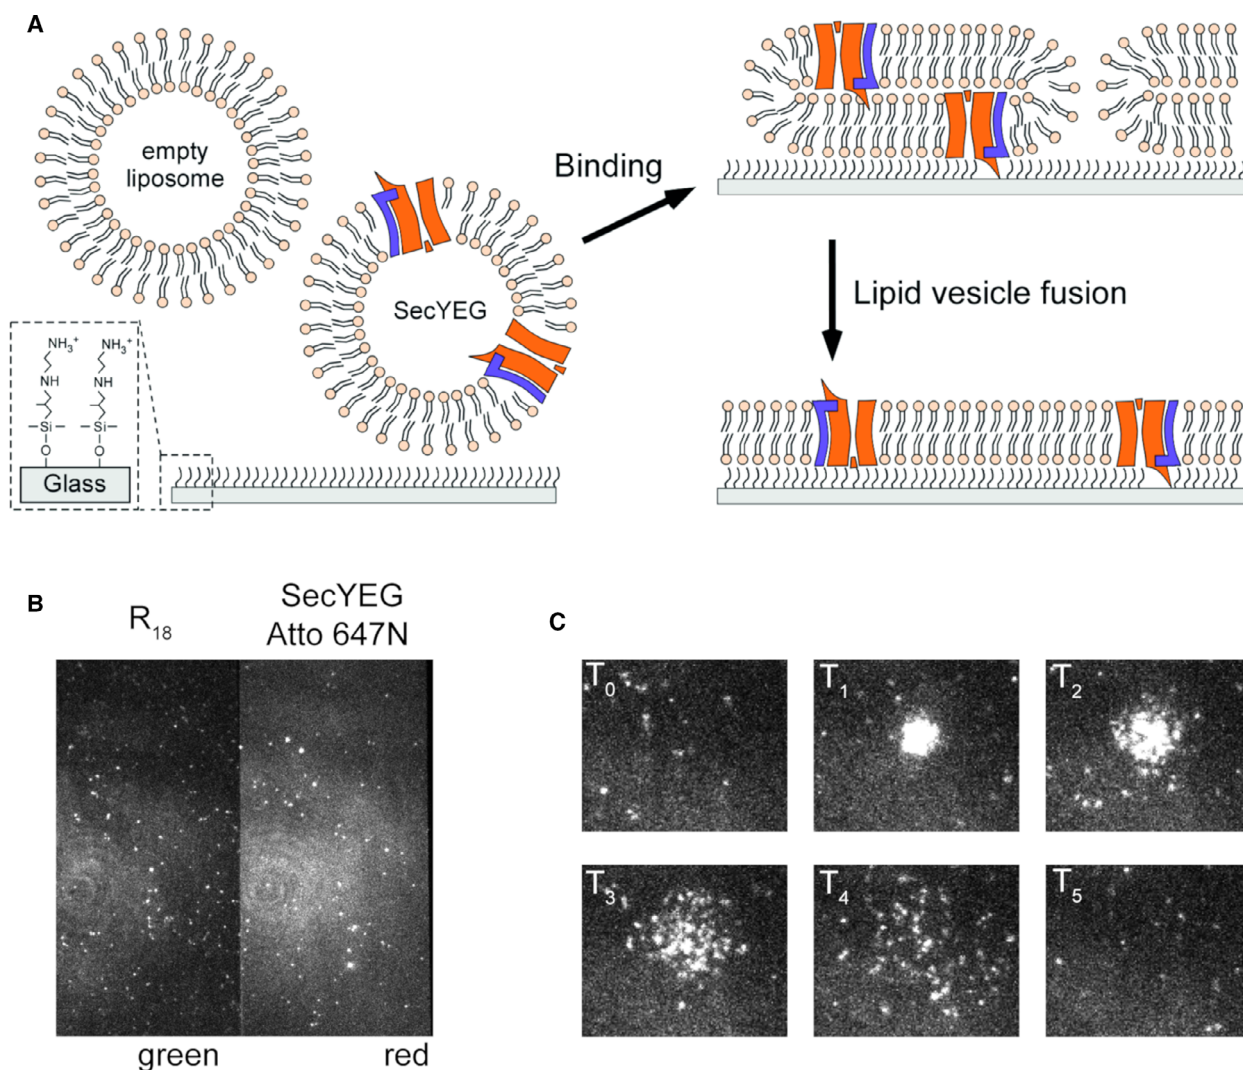 A
empty
liposome
SecYEG
Binding
Lipid vesicle fusion
NH₃⁺ NH₃⁺
NH NH
Si Si
O O
Glass
B
R₁₈
SecYEG
Atto 647N
green
red
C
T₀
T₁
T₂
T₃
T₄
T₅